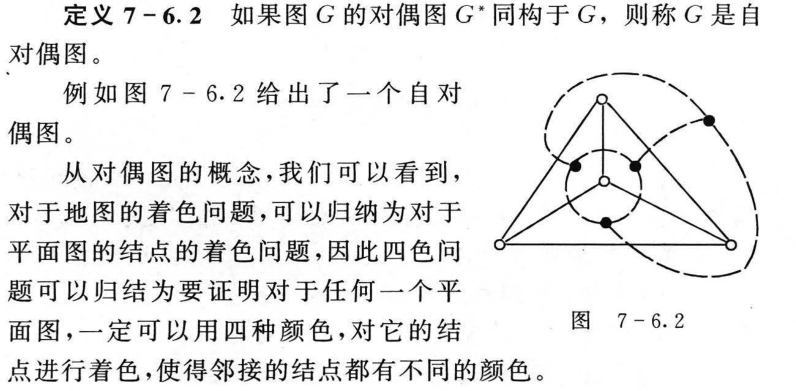 定义 7-6.2 如果图 G 的对偶图 G* 同构于 G, 则称 G 是自
对偶图。
例如图 7-6.2 给出了一个自对
偶图。
从对偶图的概念,我们可以看到,
对于地图的着色问题,可以归纳为对于
平面图的结点的着色问题,因此四色问
题可以归结为要证明对于任何一个平
面图,一定可以用四种颜色,对它的结
点进行着色,使得邻接的结点都有不同的颜色。
图 7-6.2